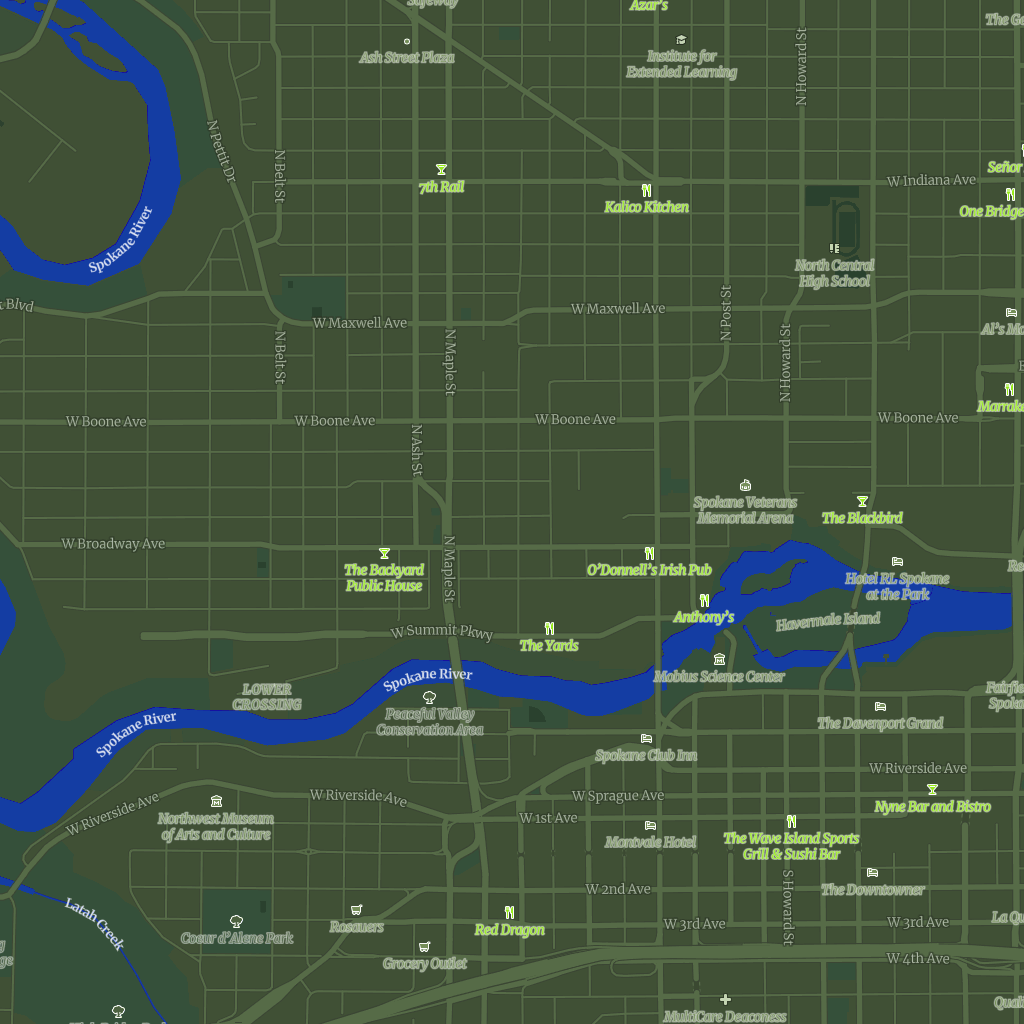 Safeway
Azar's
Ash Street Plaza
Institute for
Extended Learning
N Howard St
The Ge
N Pettit Dr
N Belt St
7th Rail
Kalico Kitchen
W Indiana Ave
Señor
One Bridge
Spokane River
North Central
High School
Blvd
W Maxwell Ave
W Maxwell Ave
N Post St
Al's Mo
N Belt St
N Maple St
N Howard St
Marrake
W Boone Ave
W Boone Ave
W Boone Ave
W Boone Ave
N Ash St
Spokane Veterans
Memorial Arena
The Blackbird
W Broadway Ave
The Backyard
Public House
N Maple St
O'Donnell's Irish Pub
Hotel RL Spokane
at the Park
Re
Anthony's
Havermale Island
W Summit Pkwy
The Yards
Mobius Science Center
Spokane River
LOWER
CROSSING
Peaceful Valley
Conservation Area
Fairfie
Spoka
Spokane River
The Davenport Grand
Spokane Club Inn
W Riverside Ave
W Riverside Ave
W Riverside Ave
W Sprague Ave
Nyne Bar and Bistro
Northwest Museum
of Arts and Culture
W 1st Ave
Montvale Hotel
The Wave Island Sports
Grill & Sushi Bar
W 2nd Ave
S Howard St
The Downtowner
Latah Creek
Coeur d'Alene Park
Rosauers
Red Dragon
W 3rd Ave
W 3rd Ave
La Qu
Grocery Outlet
W 4th Ave
Quali
MultiCare Deaconess